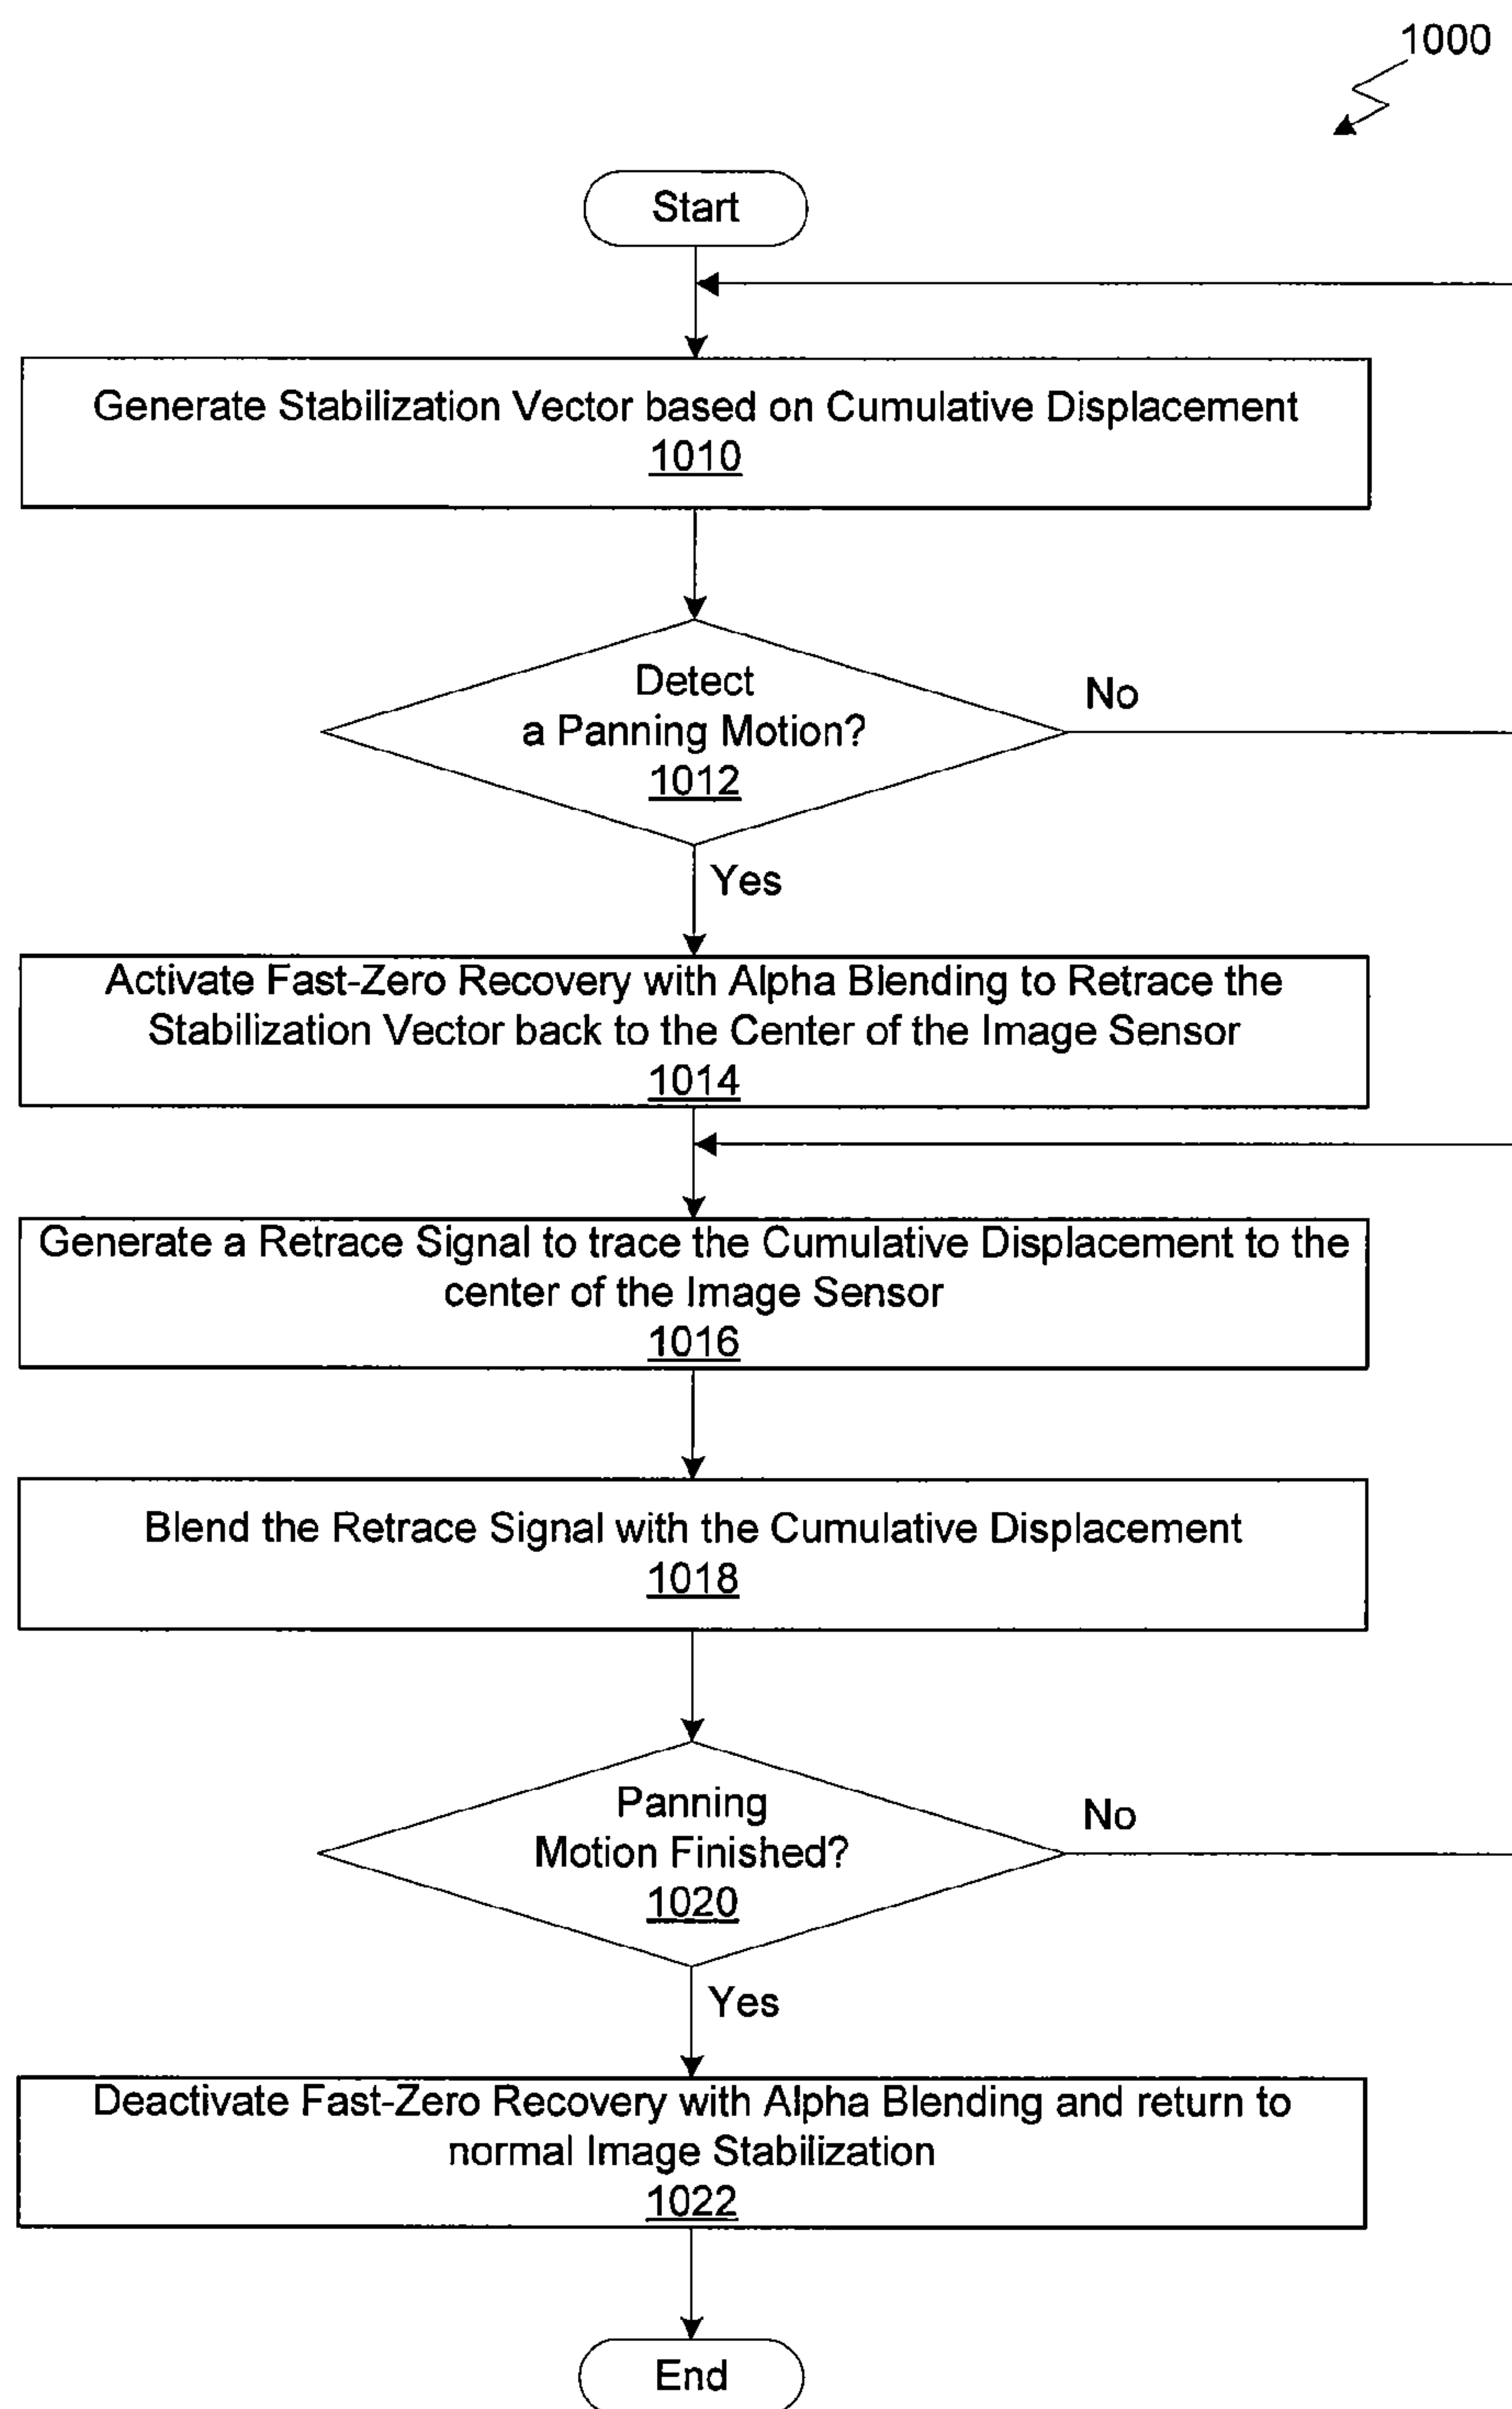 1000
Start
Generate Stabilization Vector based on Cumulative Displacement
1010
Detect
a Panning Motion?
1012
No
Yes
Activate Fast-Zero Recovery with Alpha Blending to Retrace the
Stabilization Vector back to the Center of the Image Sensor
1014
Generate a Retrace Signal to trace the Cumulative Displacement to the
center of the Image Sensor
1016
Blend the Retrace Signal with the Cumulative Displacement
1018
Panning
Motion Finished?
1020
No
Yes
Deactivate Fast-Zero Recovery with Alpha Blending and return to
normal Image Stabilization
1022
End